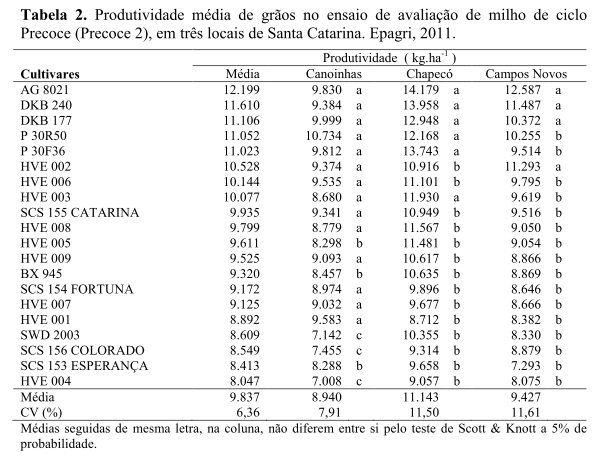 Tabela 2. Produtividade média de grãos no ensaio de avaliação de milho de ciclo
Precoce (Precoce 2), em três locais de Santa Catarina. Epagri, 2011.
Produtividade ( kg.ha-1)
Cultivares Média Canoinhas Chapecó Campos Novos
AG 8021 12.199 9.830 a 14.179 a 12.587 a
DKB 240 11.610 9.384 a 13.958 a 11.487 a
DKB 177 11.106 9.999 a 12.948 a 10.372 a
P 30R50 11.052 10.734 a 12.168 a 10.255 b
P 30F36 11.023 9.812 a 13.743 a 9.514 b
HVE 002 10.528 9.374 a 10.916 b 11.293 a
HVE 006 10.144 9.535 a 11.101 b 9.795 b
HVE 003 10.077 8.680 a 11.930 a 9.619 b
SCS 155 CATARINA 9.935 9.341 a 10.949 b 9.516 b
HVE 008 9.799 8.779 a 11.567 b 9.050 b
HVE 005 9.611 8.298 b 11.481 b 9.054 b
HVE 009 9.525 9.093 a 10.617 b 8.866 b
BX 945 9.320 8.457 b 10.635 b 8.869 b
SCS 154 FORTUNA 9.172 8.974 a 9.896 b 8.646 b
HVE 007 9.125 9.032 a 9.677 b 8.666 b
HVE 001 8.892 9.583 a 8.712 b 8.382 b
SWD 2003 8.609 7.142 c 10.355 b 8.330 b
SCS 156 COLORADO 8.549 7.455 c 9.314 b 8.879 b
SCS 153 ESPERANÇA 8.413 8.288 b 9.658 b 7.293 b
HVE 004 8.047 7.008 c 9.057 b 8.075 b
Média 9.837 8.940 11.143 9.427
CV (%) 6,36 7,91 11,50 11,61
Médias seguidas de mesma letra, na coluna, não diferem entre si pelo teste de Scott & Knott a 5% de
probabilidade.